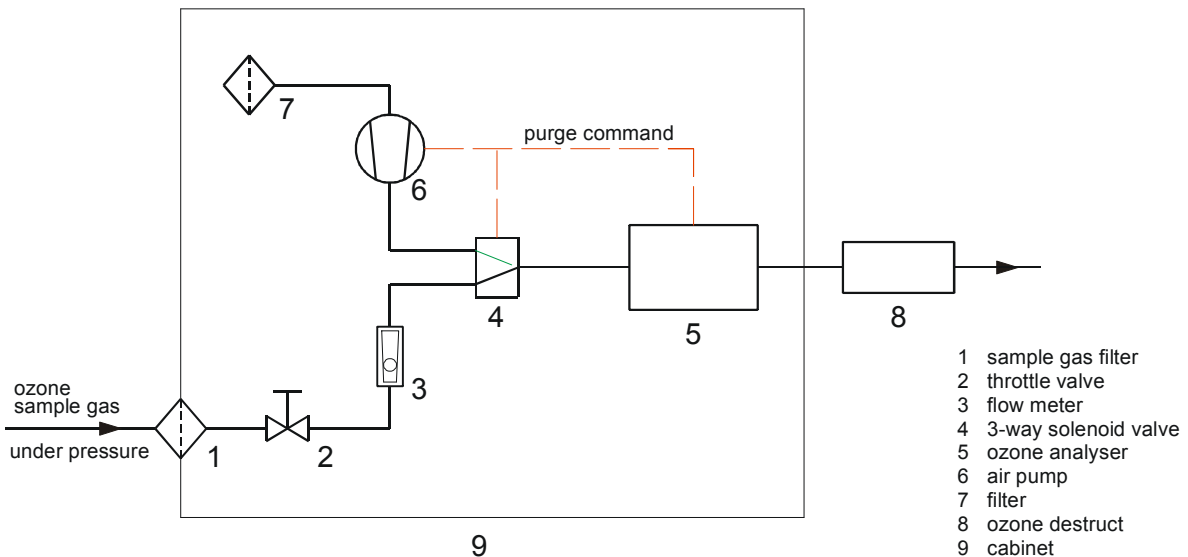 7
purge command
6
4
5
8
3
ozone
sample gas
under pressure
1
2
9
1 sample gas filter
2 throttle valve
3 flow meter
4 3-way solenoid valve
5 ozone analyser
6 air pump
7 filter
8 ozone destruct
9 cabinet